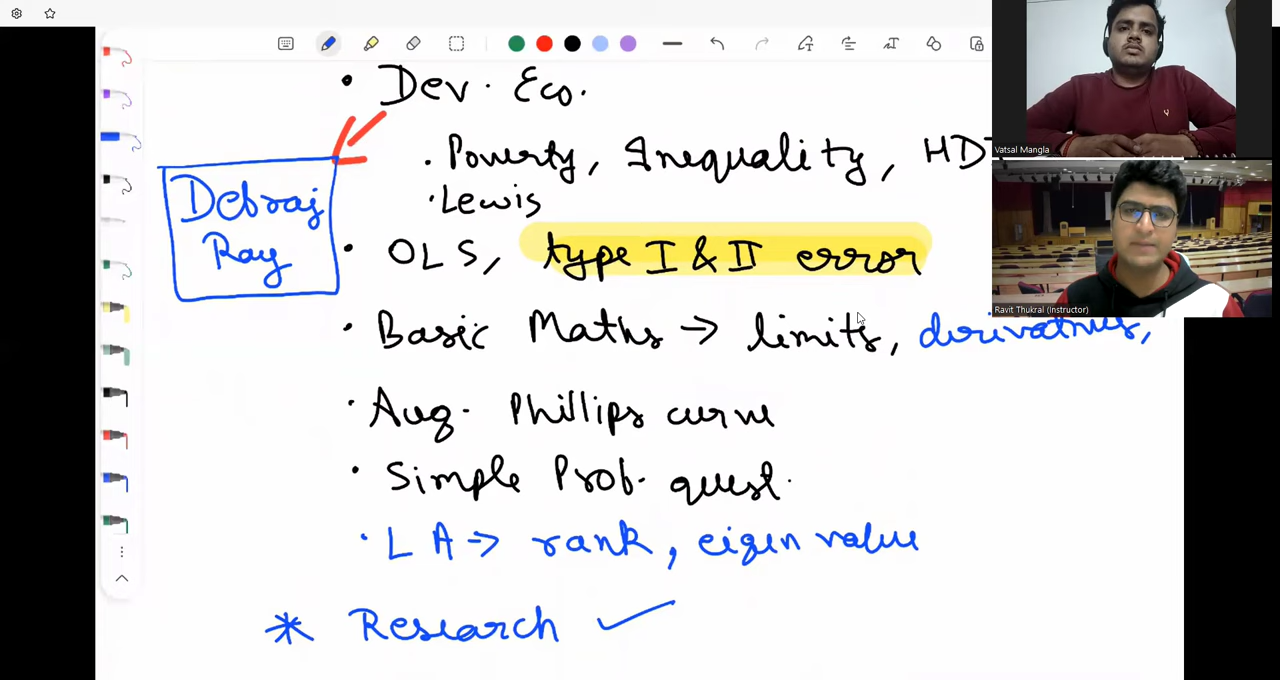 • Dev. Eco.
Vatsal Mangla
• Poverty, Inequality, HD
• Lewis
Debraj
Ray
• OLS, type I & II error
Ravit Thukral (Instructor)
• Basic Maths → limits, derivatives,
• Aug. Phillips curve
• Simple Prob. quest.
• LA → rank, eigen value
* Research ✓